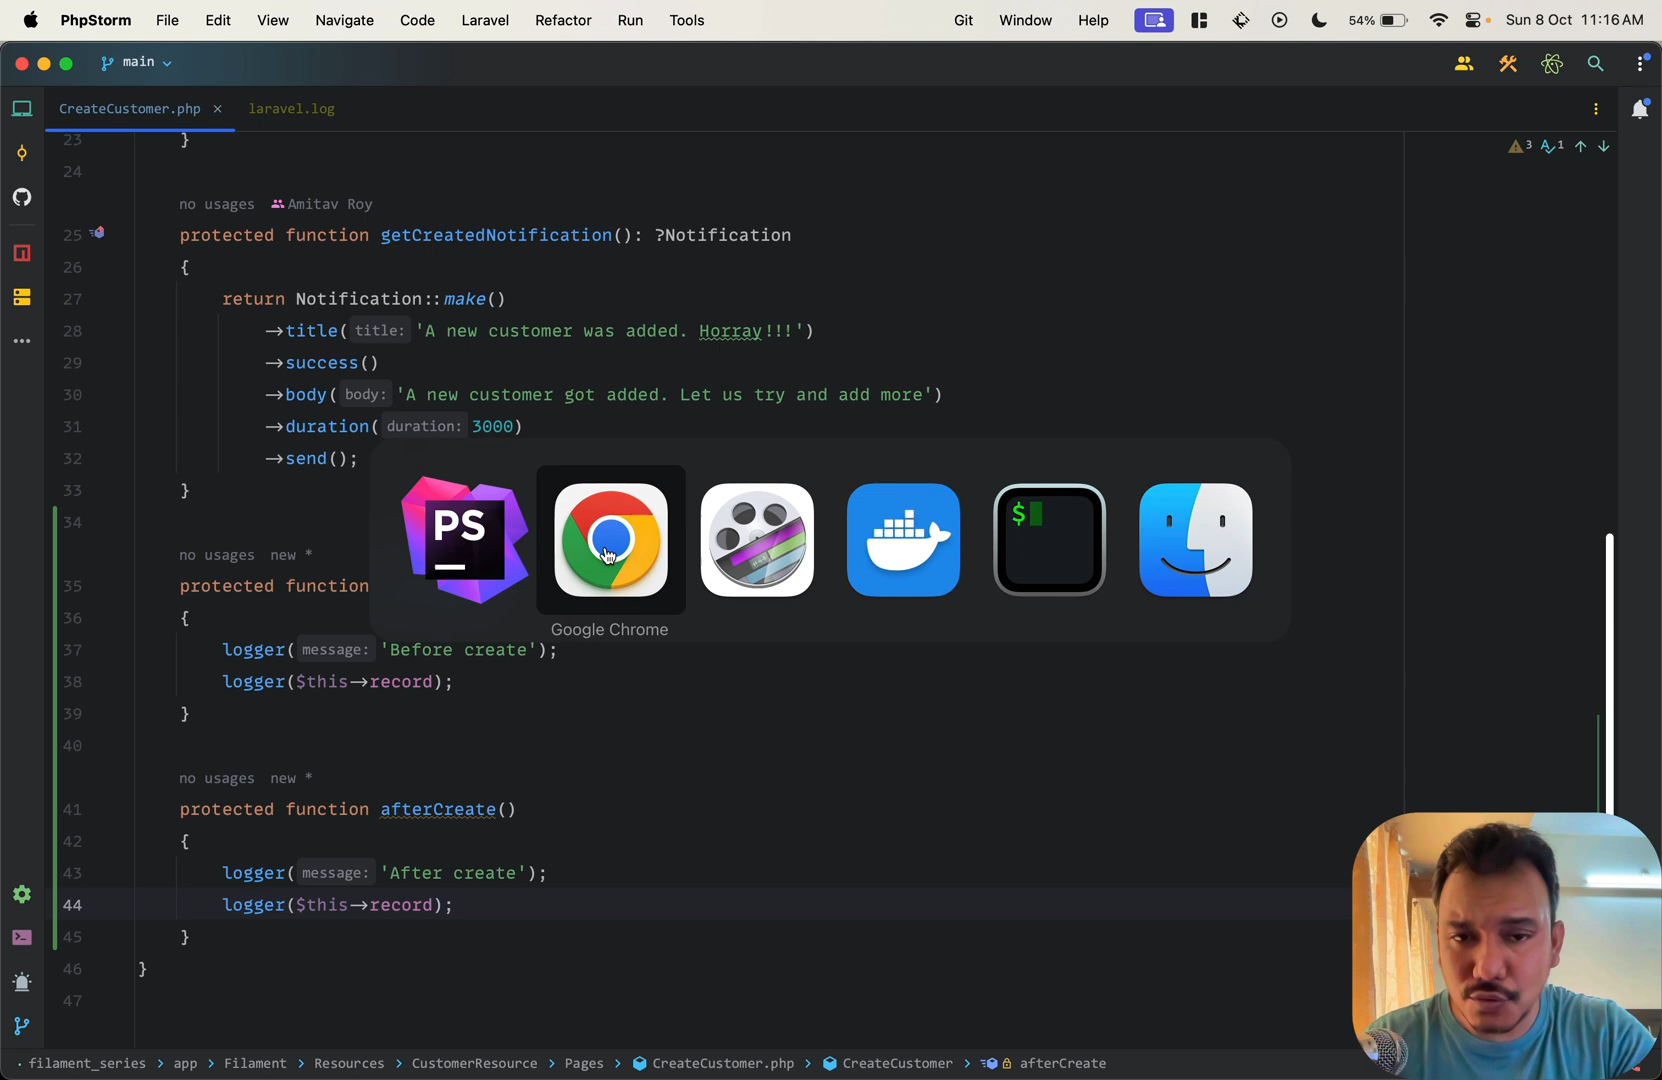 PhpStorm File Edit View Navigate Code Laravel Refactor Run Tools Git Window Help 54% Sun 8 Oct 11:16 AM
main
CreateCustomer.php × laravel.log
3 1
23 }
24
no usages Amitav Roy
25 protected function getCreatedNotification(): ?Notification
26 {
27 return Notification::make()
28 →title( title: 'A new customer was added. Horray!!!')
29 →success()
30 →body( body: 'A new customer got added. Let us try and add more')
31 →duration( duration: 3000)
32 →send();
33 }
34
no usages new *
35 protected function
36 {
37 logger( message: 'Before create');
38 logger($this→record);
39 }
40
no usages new *
41 protected function afterCreate()
42 {
43 logger( message: 'After create');
44 logger($this→record);
45 }
46 }
47
PS
$
Google Chrome
filament_series > app > Filament > Resources > CustomerResource > Pages > CreateCustomer.php > CreateCustomer > afterCreate